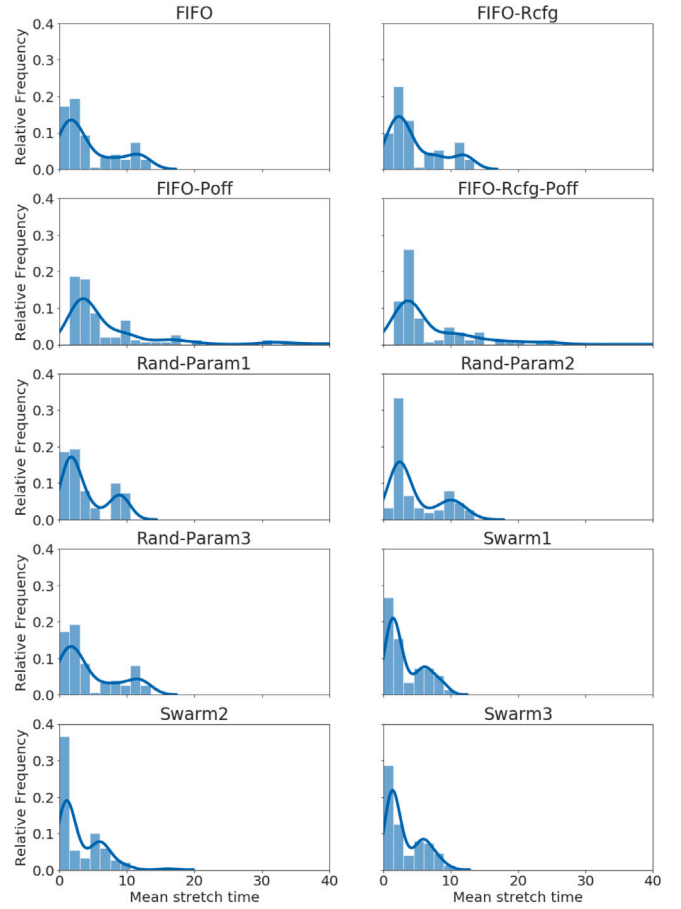 FIFO
FIFO-Rcfg
Relative Frequency
0.4
0.3
0.2
0.1
0.0
FIFO-Poff
FIFO-Rcfg-Poff
Relative Frequency
0.4
0.3
0.2
0.1
0.0
Rand-Param1
Rand-Param2
Relative Frequency
0.4
0.3
0.2
0.1
0.0
Rand-Param3
Swarm1
Relative Frequency
0.4
0.3
0.2
0.1
0.0
Swarm2
Swarm3
Relative Frequency
0.4
0.3
0.2
0.1
0.0
0 10 20 30 40
0 10 20 30 40
Mean stretch time
Mean stretch time